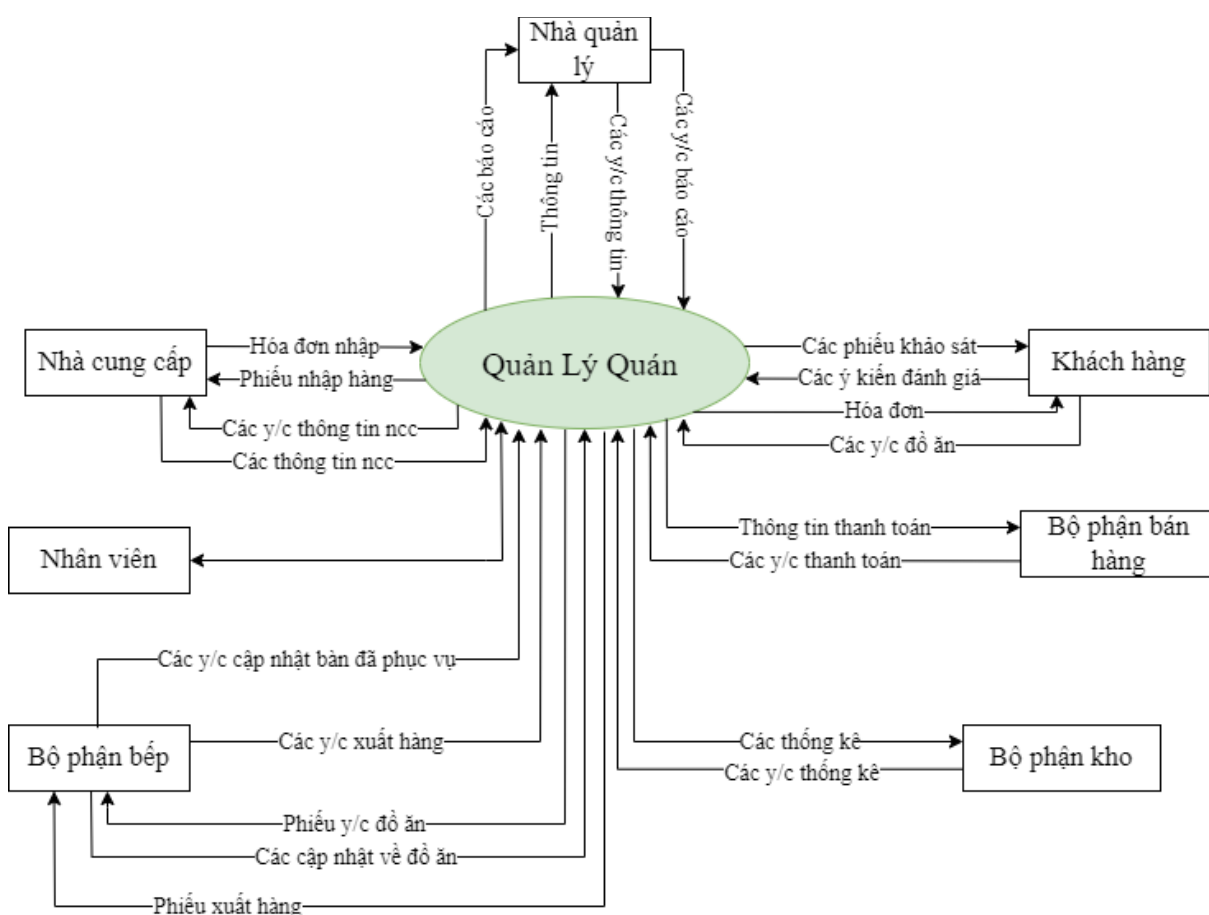 Nhà quản
lý
Các báo cáo
Thông tin
Các y/c thông tin
Các y/c báo cáo
Nhà cung cấp
Hóa đơn nhập
Phiếu nhập hàng
Các y/c thông tin ncc
Các thông tin ncc
Quản Lý Quán
Các phiếu khảo sát
Các ý kiến đánh giá
Hóa đơn
Các y/c đồ ăn
Khách hàng
Nhân viên
Thông tin thanh toán
Các y/c thanh toán
Bộ phận bán
hàng
Các y/c cập nhật bàn đã phục vụ
Bộ phận bếp
Các y/c xuất hàng
Phiếu y/c đồ ăn
Các cập nhật về đồ ăn
Phiếu xuất hàng
Các thống kê
Các y/c thống kê
Bộ phận kho